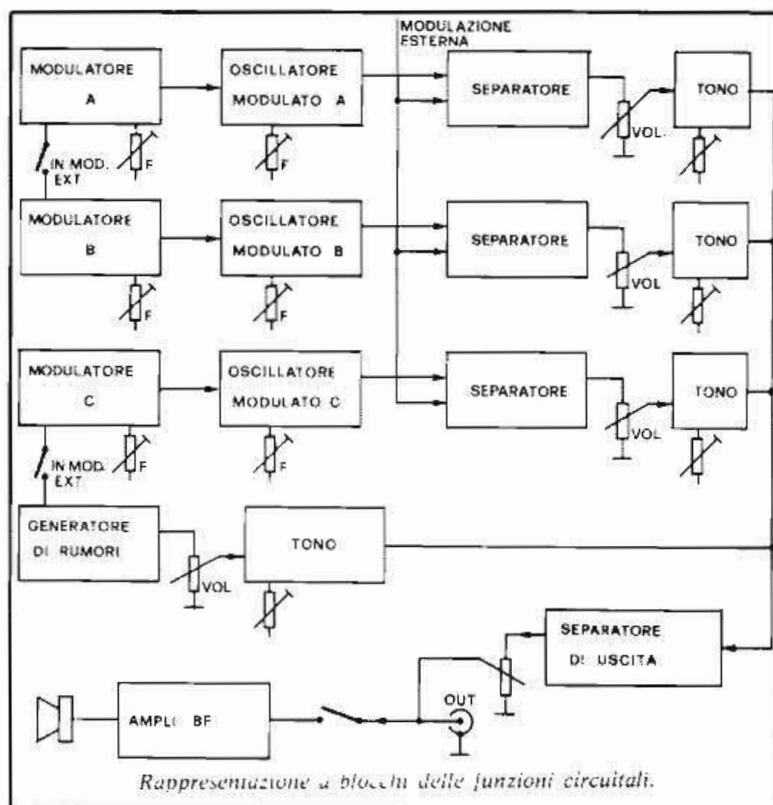 MODULAZIONE
ESTERNA
MODULATORE
A
OSCILLATORE
MODULATO A
SEPARATORE
VOL.
TONO
F
F
IN MOD.
EXT
MODULATORE
B
OSCILLATORE
MODULATO B
SEPARATORE
VOL
TONO
F
F
MODULATORE
C
OSCILLATORE
MODULATO C
SEPARATORE
VOL
TONO
F
F
IN MOD.
EXT
GENERATORE
DI RUMORI
VOL
TONO
SEPARATORE
DI USCITA
OUT
AMPLI BF
Rappresentazione a blocchi delle funzioni circuitali.